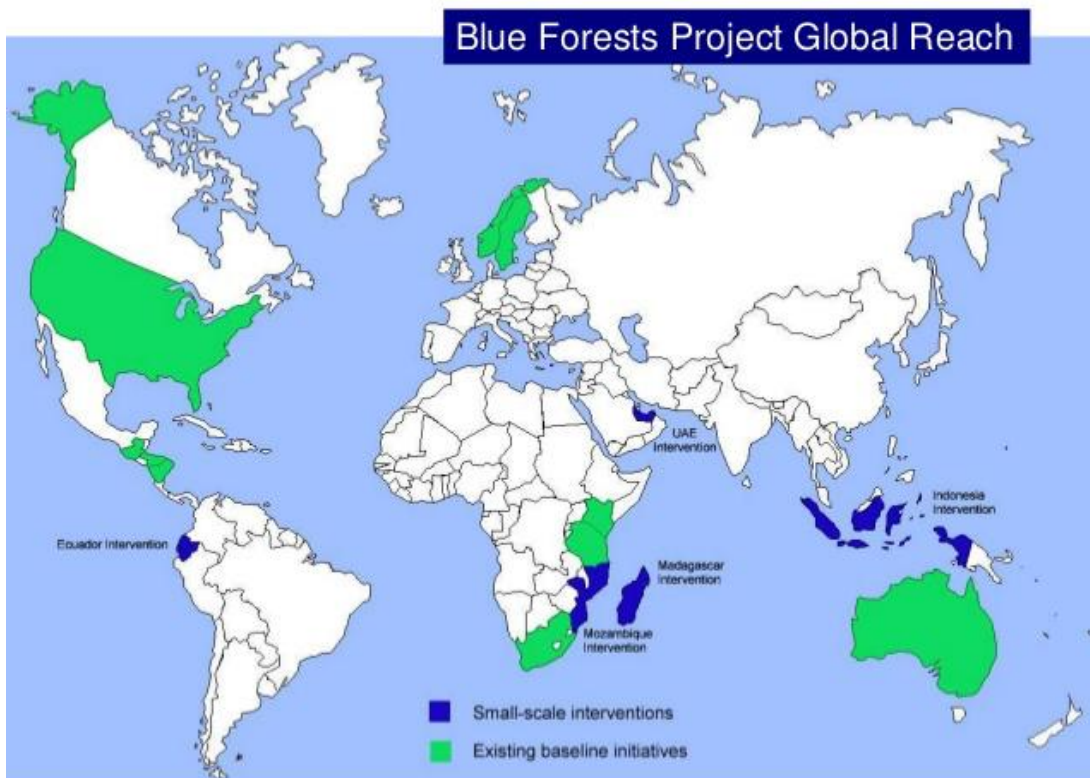 Blue Forests Project Global Reach
UAE
Intervention
Indonesia
Intervention
Ecuador Intervention
Madagascar
Intervention
Mozambique
Intervention
Small-scale interventions
Existing baseline initiatives